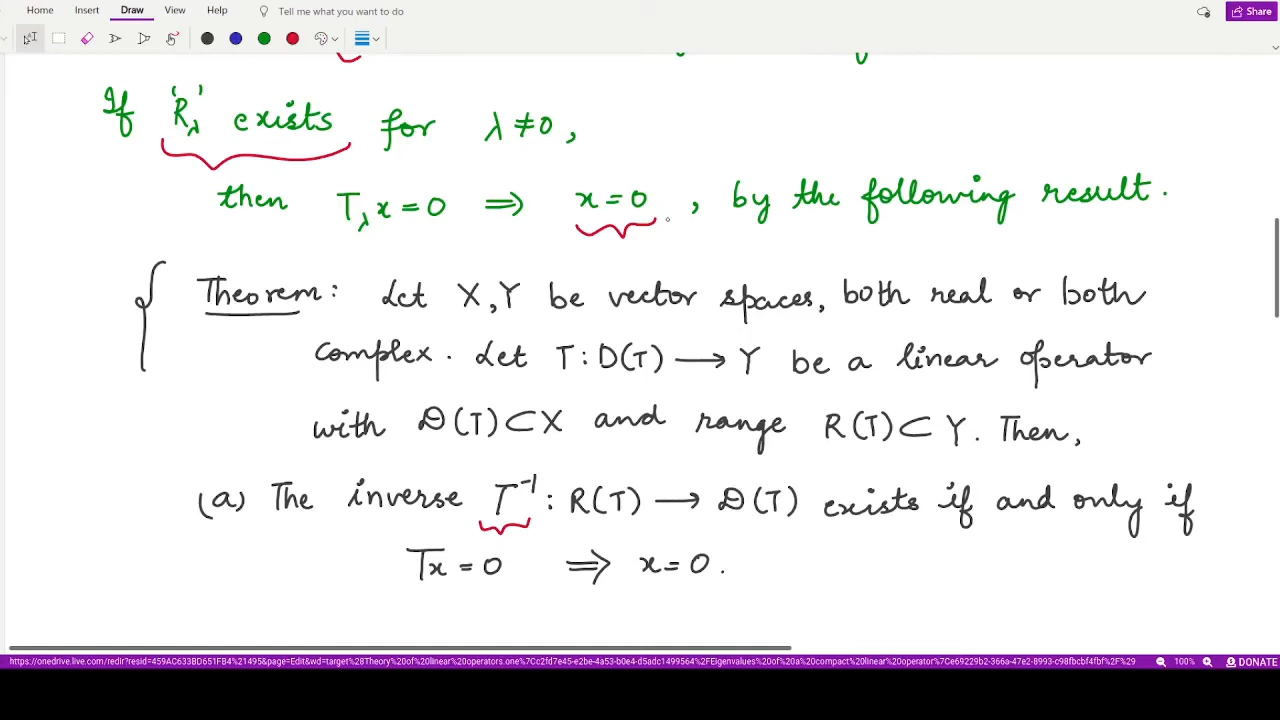 Home Insert Draw View Help Tell me what you want to do
Share
If 'Rλ' exists for λ≠0,
then Tλx=0 ⇒ x=0, by the following result.
Theorem: Let X,Y be vector spaces, both real or both
complex. Let T: D(T) ⟶ Y be a linear operator
with D(T)⊂X and range R(T)⊂Y. Then,
(a) The inverse T⁻¹: R(T) ⟶ D(T) exists if and only if
Tx=0 ⟹ x=0.
100% DONATE